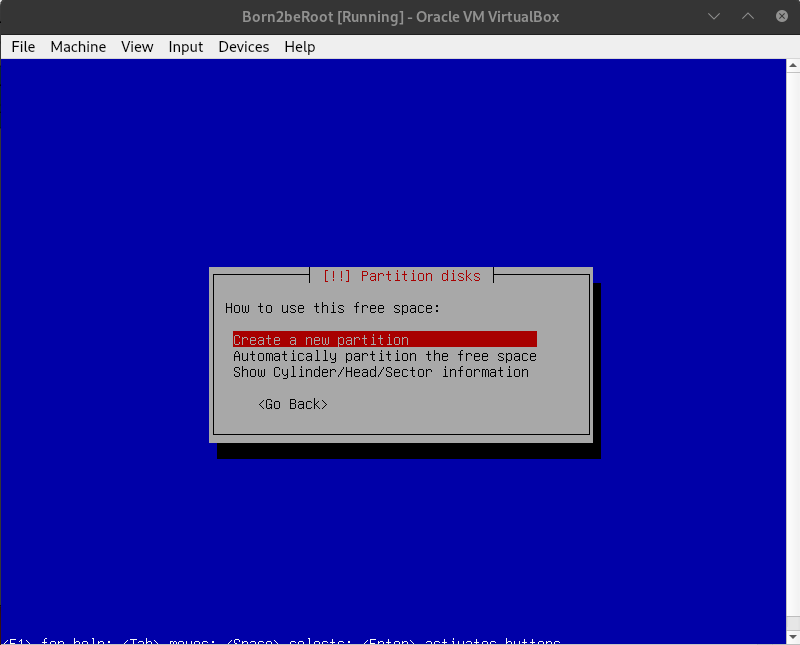 Born2beRoot [Running] - Oracle VM VirtualBox
File Machine View Input Devices Help
[!!] Partition disks
How to use this free space:
Create a new partition
Automatically partition the free space
Show Cylinder/Head/Sector information
<Go Back>
<F1> for help; <Tab> moves; <Space> selects; <Enter> activates buttons